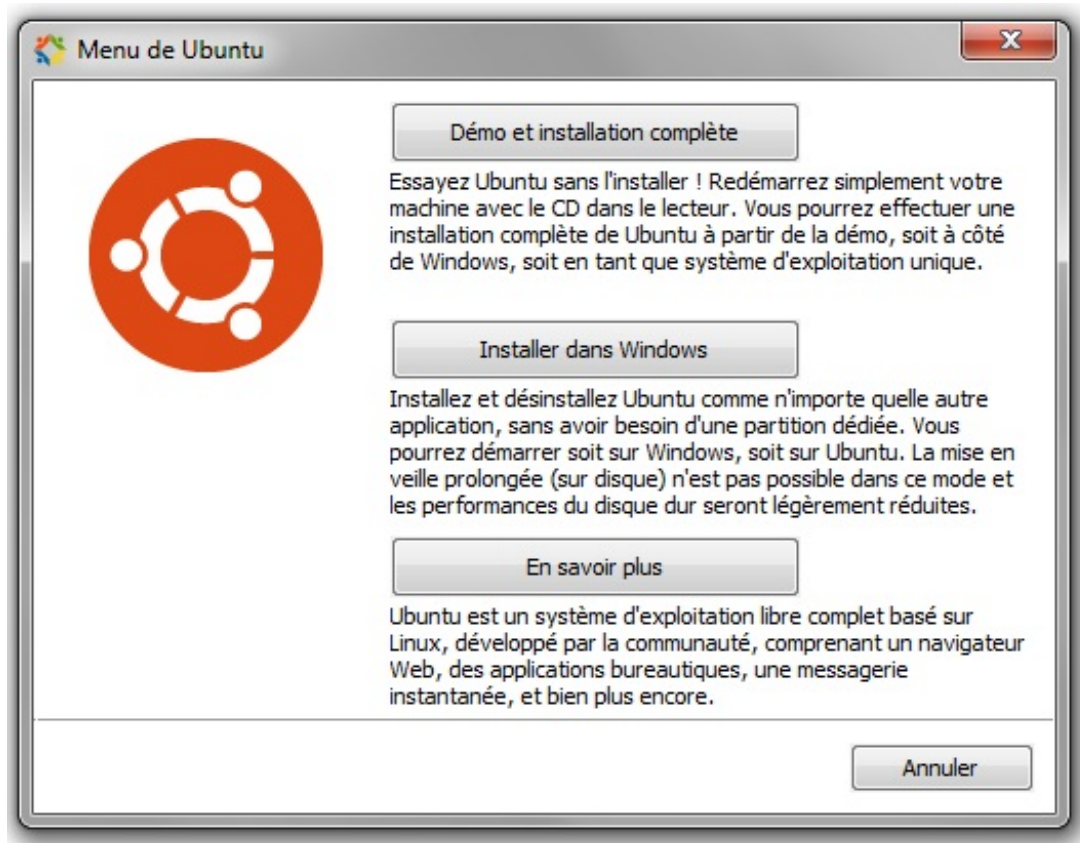 Menu de Ubuntu
Démo et installation complète
Essayez Ubuntu sans l'installer ! Redémarrez simplement votre
machine avec le CD dans le lecteur. Vous pourrez effectuer une
installation complète de Ubuntu à partir de la démo, soit à côté
de Windows, soit en tant que système d'exploitation unique.
Installer dans Windows
Installez et désinstallez Ubuntu comme n'importe quelle autre
application, sans avoir besoin d'une partition dédiée. Vous
pourrez démarrer soit sur Windows, soit sur Ubuntu. La mise en
veille prolongée (sur disque) n'est pas possible dans ce mode et
les performances du disque dur seront légèrement réduites.
En savoir plus
Ubuntu est un système d'exploitation libre complet basé sur
Linux, développé par la communauté, comprenant un navigateur
Web, des applications bureautiques, une messagerie
instantanée, et bien plus encore.
Annuler